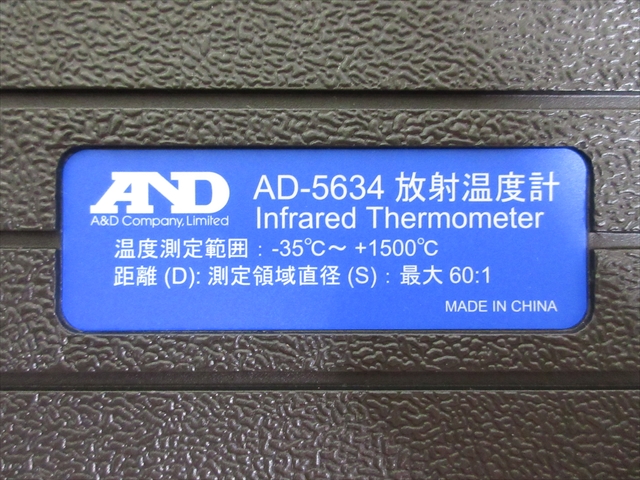 AND
A&D Company, Limited
AD-5634 放射温度計
Infrared Thermometer
温度測定範囲：-35℃～ +1500℃
距離 (D): 測定領域直径 (S)：最大 60:1
MADE IN CHINA